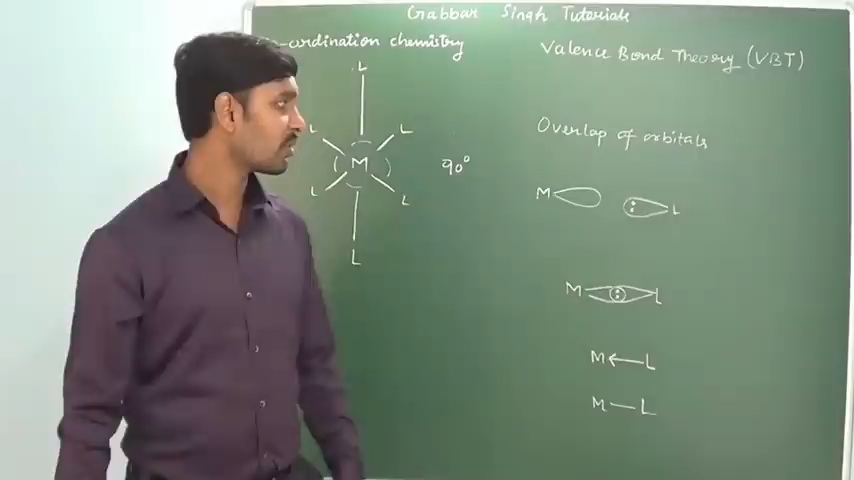 Gabbar Singh Tutorials
-ordination chemistry
Valence Bond Theory (VBT)
L
L L
M
90°
L L
L
Overlap of orbitals
M L
M L
M ← L
M — L